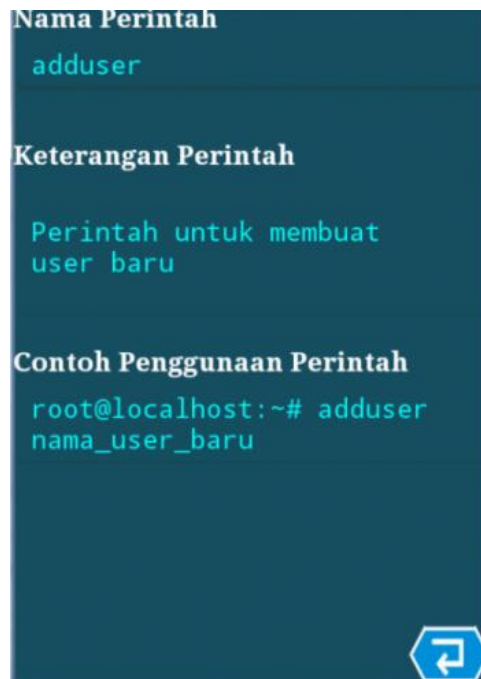 Nama Perintah
adduser
Keterangan Perintah
Perintah untuk membuat
user baru
Contoh Penggunaan Perintah
root@localhost:~# adduser
nama_user_baru